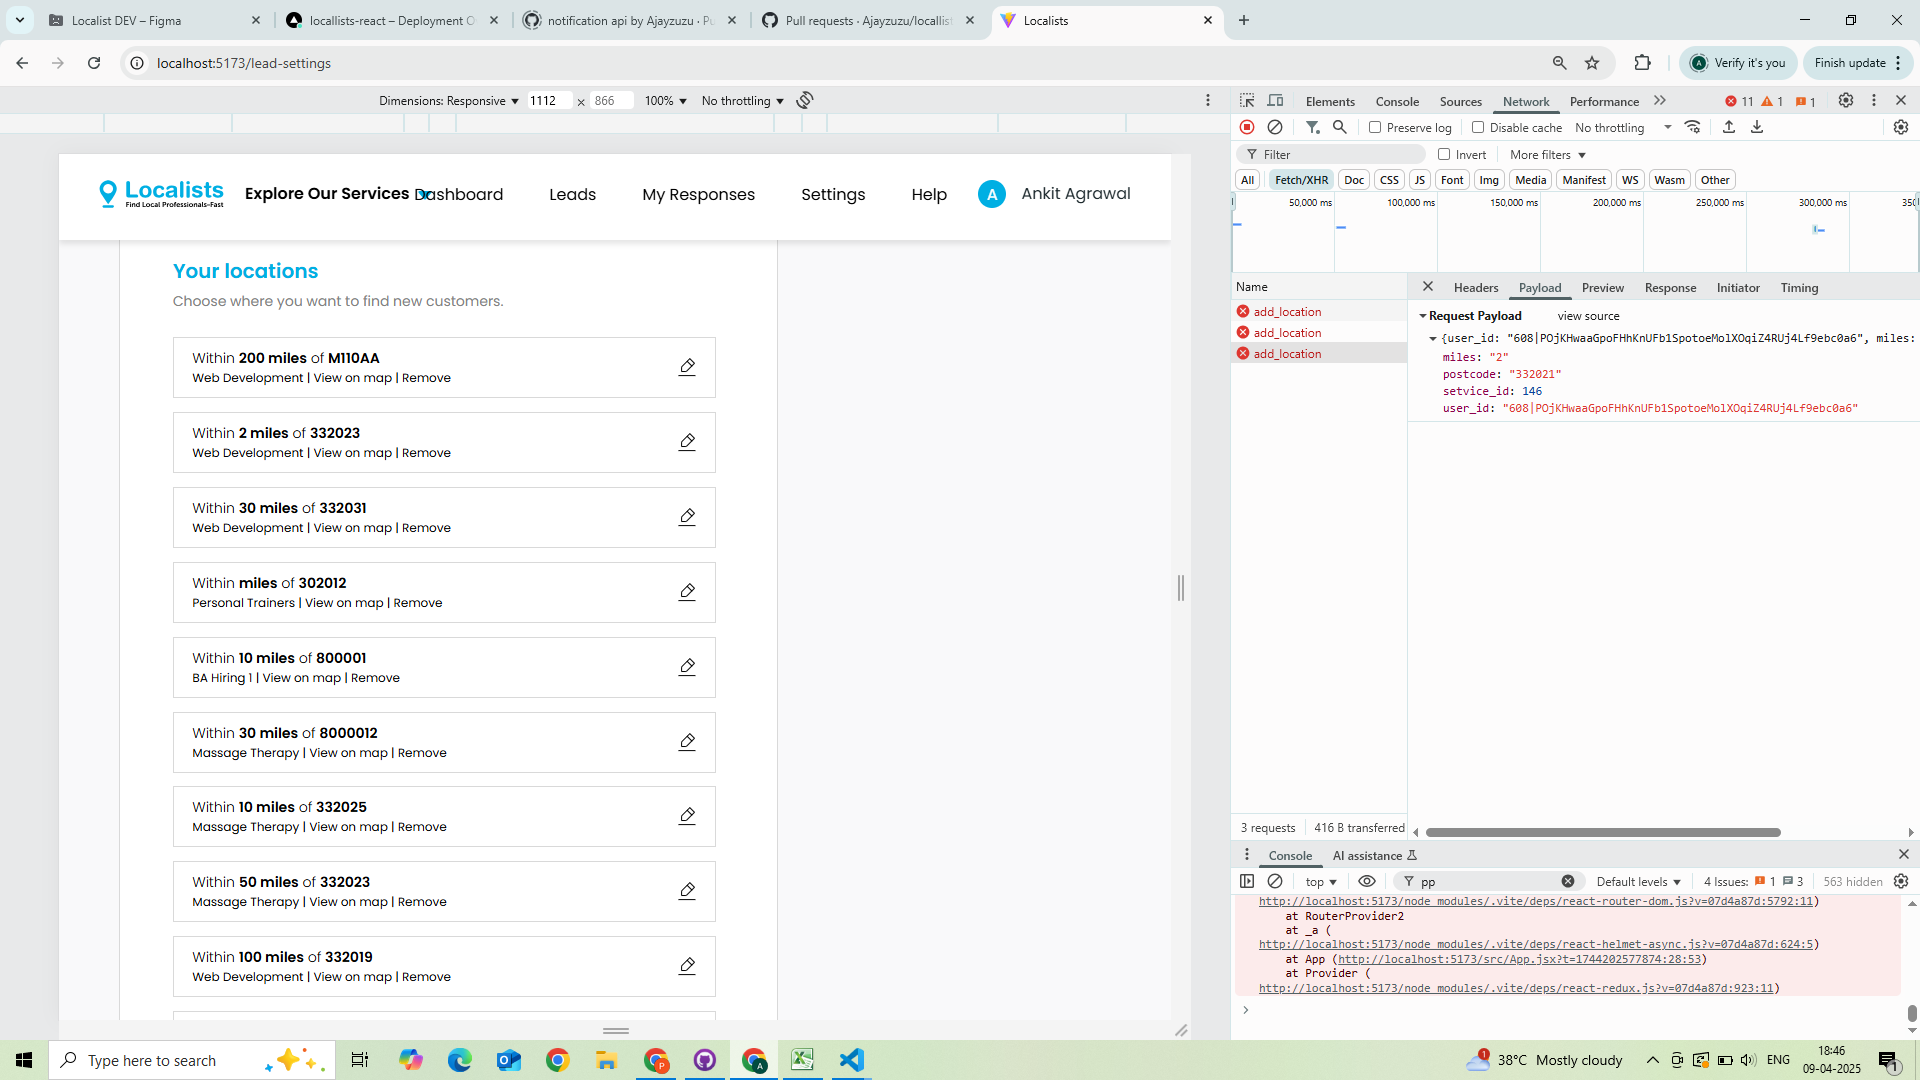 Localist DEV – Figma
locallists-react – Deployment O
notification api by Ajayzuzu · Pu
Pull requests · Ajayzuzu/locallist
Localists
localhost:5173/lead-settings
Verify it's you
Finish update
Dimensions: Responsive
1112
×
866
100%
No throttling
Localists
Find Local Professionals-Fast
Explore Our Services
Dashboard
Leads
My Responses
Settings
Help
A
Ankit Agrawal
Your locations
Choose where you want to find new customers.
Within 200 miles of M110AA
Web Development | View on map | Remove
Within 2 miles of 332023
Web Development | View on map | Remove
Within 30 miles of 332031
Web Development | View on map | Remove
Within miles of 302012
Personal Trainers | View on map | Remove
Within 10 miles of 800001
BA Hiring 1 | View on map | Remove
Within 30 miles of 8000012
Massage Therapy | View on map | Remove
Within 10 miles of 332025
Massage Therapy | View on map | Remove
Within 50 miles of 332023
Massage Therapy | View on map | Remove
Within 100 miles of 332019
Web Development | View on map | Remove
Elements
Console
Sources
Network
Performance
11
1
1
Preserve log
Disable cache
No throttling
Filter
Invert
More filters
All
Fetch/XHR
Doc
CSS
JS
Font
Img
Media
Manifest
WS
Wasm
Other
50,000 ms
100,000 ms
150,000 ms
200,000 ms
250,000 ms
300,000 ms
350
Name
add_location
add_location
add_location
3 requests
416 B transferred
Headers
Payload
Preview
Response
Initiator
Timing
Request Payload
view source
{user_id: "608|POjKHwaaGpoFHhKnUFb1SpotoeMolXOqiZ4RUj4Lf9ebc0a6", miles:
miles: "2"
postcode: "332021"
setvice_id: 146
user_id: "608|POjKHwaaGpoFHhKnUFb1SpotoeMolXOqiZ4RUj4Lf9ebc0a6"
Console
AI assistance
top
pp
Default levels
4 Issues:
1
3
563 hidden
http://localhost:5173/node_modules/.vite/deps/react-router-dom.js?v=07d4a87d:5792:11)
at RouterProvider2
at _a (
http://localhost:5173/node_modules/.vite/deps/react-helmet-async.js?v=07d4a87d:624:5)
at App (http://localhost:5173/src/App.jsx?t=1744202577874:28:53)
at Provider (
http://localhost:5173/node_modules/.vite/deps/react-redux.js?v=07d4a87d:923:11)
Type here to search
1
38°C Mostly cloudy
ENG
18:46
09-04-2025
1